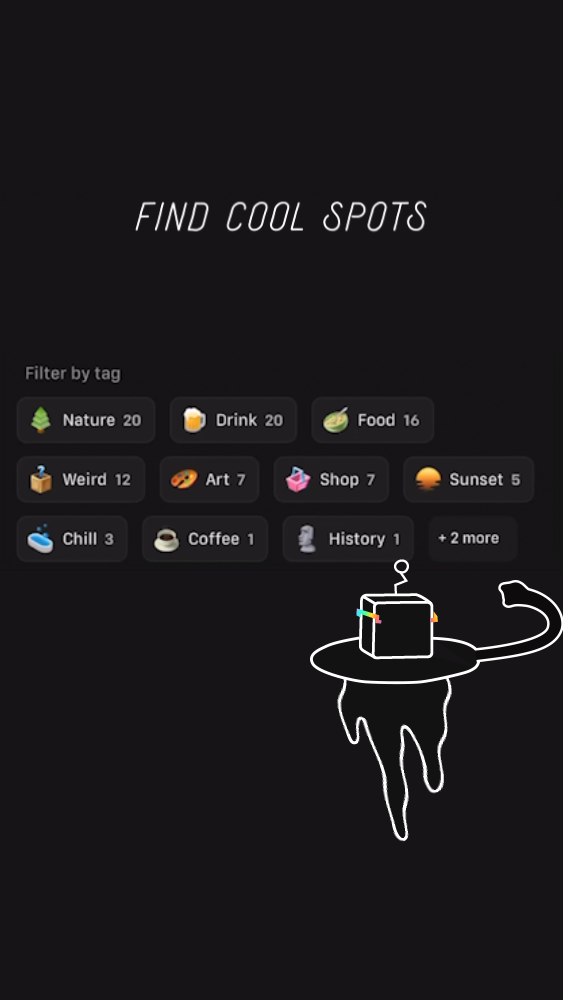 FIND COOL SPOTS
Filter by tag
Nature 20 Drink 20 Food 16
Weird 12 Art 7 Shop 7 Sunset 5
Chill 3 Coffee 1 History 1 + 2 more